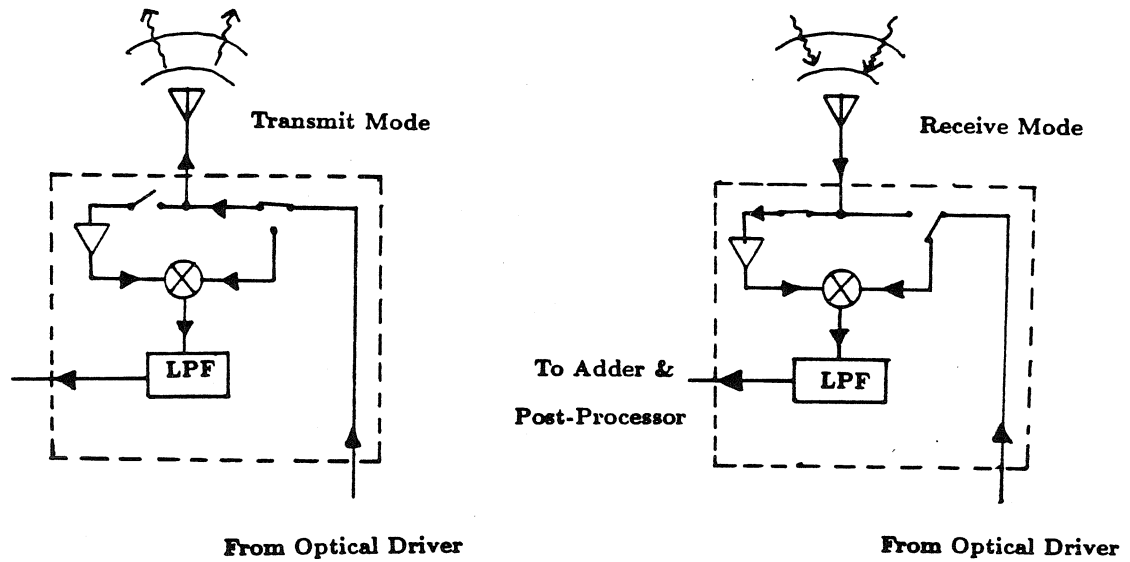 Transmit Mode
Receive Mode
LPF
LPF
To Adder &
Post-Processor
From Optical Driver
From Optical Driver